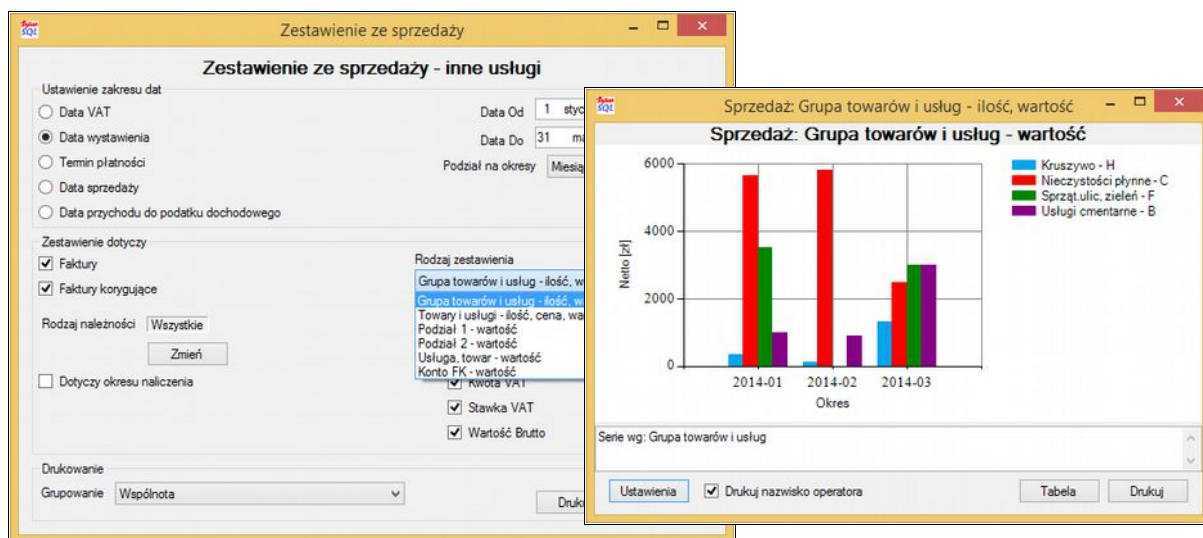 Zestawienie ze sprzedaży
Zestawienie ze sprzedaży - inne usługi
Ustawienie zakresu dat
Data VAT
Data wystawienia
Termin płatności
Data sprzedaży
Data przychodu do podatku dochodowego
Data Od 1
Data Do 31
Podział na okresy
Zestawienie dotyczy
Faktury
Faktury korygujące
Rodzaj należności Wszystkie
Zmień
Dotyczy okresu naliczenia
Rodzaj zestawienia
Grupa towarów i usług - ilość,
Grupa towarów i usług - ilość,
Towary i usługi - ilość, cena,
Podział 1 - wartość
Podział 2 - wartość
Usługa, towar - wartość
Konto FK - wartość
Kwota VAT
Stawka VAT
Wartość Brutto
Drukowanie
Grupowanie Wspólnota
Sprzedaż: Grupa towarów i usług - ilość, wartość
Sprzedaż: Grupa towarów i usług - wartość
Netto [zł]
6000
4000
2000
0
2014-01 2014-02 2014-03
Okres
Kruszywo - H
Nieczystości płynne - C
Sprząt.ulic, zieleń - F
Usługi cmentarne - B
Serie wg: Grupa towarów i usług
Ustawienia Drukuj nazwisko operatora Tabela Drukuj